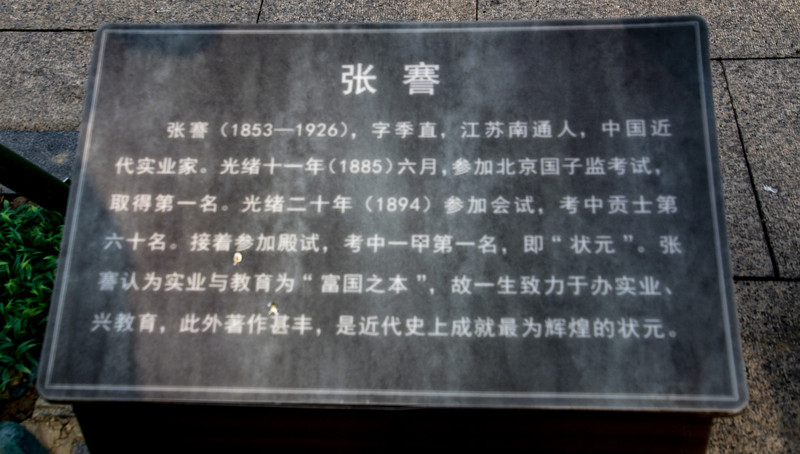 张謇
张謇（1853—1926），字季直，江苏南通人，中国近
代实业家。光绪十一年（1885）六月，参加北京国子监考试，
取得第一名。光绪二十年（1894）参加会试，考中贡士第
六十名。接着参加殿试，考中一甲第一名，即“状元”。张
謇认为实业与教育为“富国之本”，故一生致力于办实业、
兴教育，此外著作甚丰，是近代史上成就最为辉煌的状元。